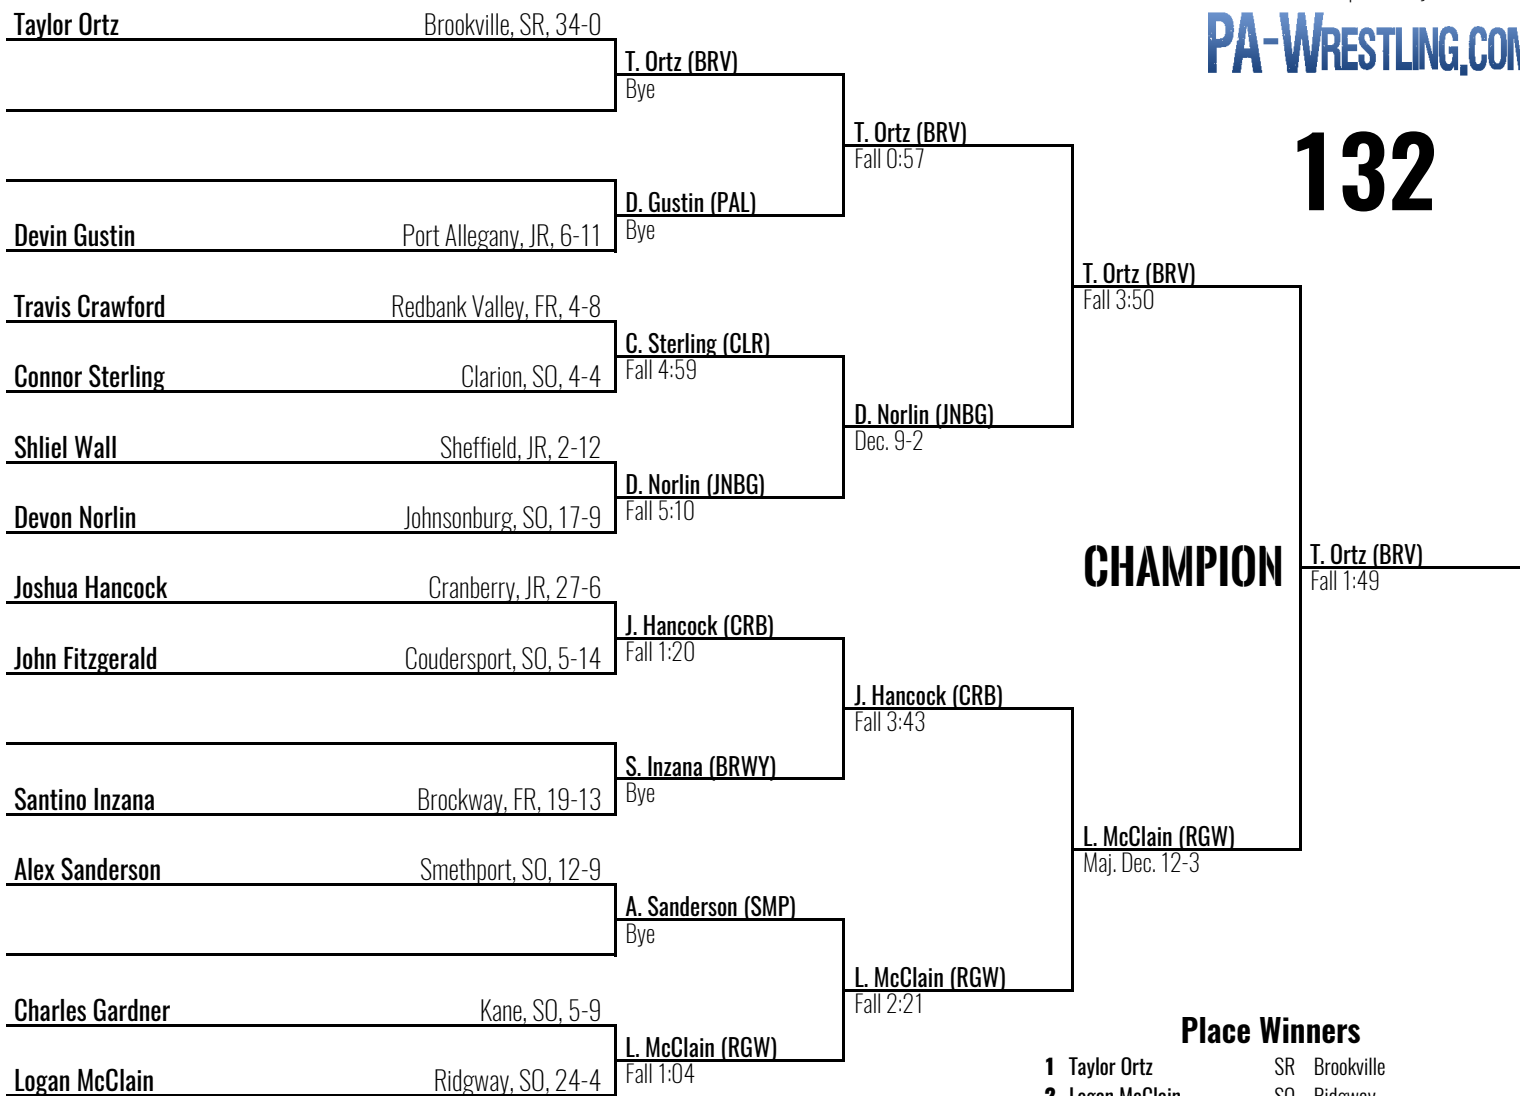 PA-WRESTLING.COM
132
Taylor Ortz Brookville, SR, 34-0
T. Ortz (BRV)
Bye
T. Ortz (BRV)
Fall 0:57
D. Gustin (PAL)
Bye
Devin Gustin Port Allegany, JR, 6-11
T. Ortz (BRV)
Fall 3:50
Travis Crawford Redbank Valley, FR, 4-8
C. Sterling (CLR)
Fall 4:59
Connor Sterling Clarion, SO, 4-4
D. Norlin (JNBG)
Dec. 9-2
Shliel Wall Sheffield, JR, 2-12
D. Norlin (JNBG)
Fall 5:10
Devon Norlin Johnsonburg, SO, 17-9
CHAMPION
T. Ortz (BRV)
Fall 1:49
Joshua Hancock Cranberry, JR, 27-6
J. Hancock (CRB)
Fall 1:20
John Fitzgerald Coudersport, SO, 5-14
J. Hancock (CRB)
Fall 3:43
S. Inzana (BRWY)
Bye
Santino Inzana Brockway, FR, 19-13
L. McClain (RGW)
Maj. Dec. 12-3
Alex Sanderson Smethport, SO, 12-9
A. Sanderson (SMP)
Bye
L. McClain (RGW)
Fall 2:21
Charles Gardner Kane, SO, 5-9
L. McClain (RGW)
Fall 1:04
Logan McClain Ridgway, SO, 24-4
Place Winners
1 Taylor Ortz SR Brookville
2 Logan McClain SO Ridgway